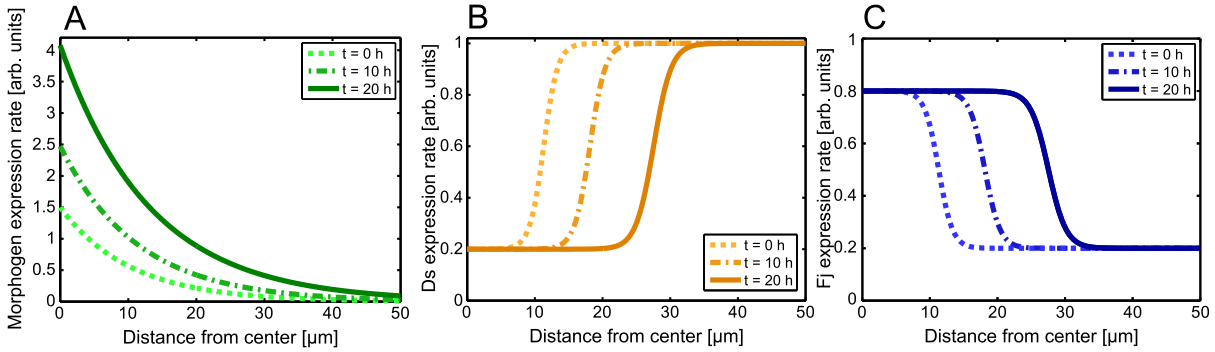 A
Morphogen expression rate [arb. units]
4
3.5
3
2.5
2
1.5
1
0.5
0
0
10
20
30
40
50
t = 0 h
t = 10 h
t = 20 h
Distance from center [µm]
B
Ds expression rate [arb. units]
1
0.8
0.6
0.4
0.2
0
0
10
20
30
40
50
t = 0 h
t = 10 h
t = 20 h
Distance from center [µm]
C
Fj expression rate [arb. units]
1
0.8
0.6
0.4
0.2
0
0
10
20
30
40
50
t = 0 h
t = 10 h
t = 20 h
Distance from center [µm]